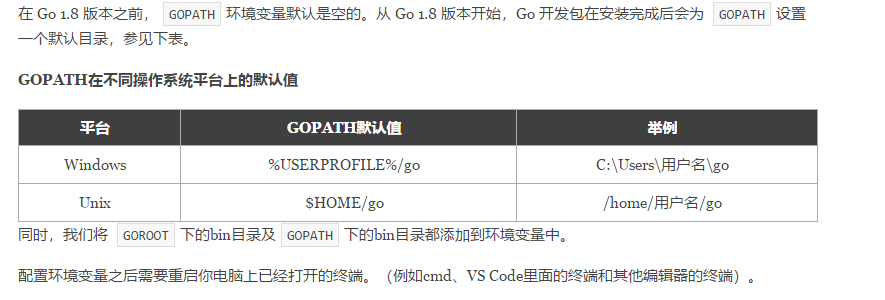 在 Go 1.8 版本之前， GOPATH 环境变量默认是空的。从 Go 1.8 版本开始，Go 开发包在安装完成后会为 GOPATH 设置
一个默认目录，参见下表。
GOPATH在不同操作系统平台上的默认值
平台 GOPATH默认值 举例
Windows %USERPROFILE%/go C:\Users\用户名\go
Unix $HOME/go /home/用户名/go
同时，我们将 GOROOT 下的bin目录及 GOPATH 下的bin目录都添加到环境变量中。
配置环境变量之后需要重启你电脑上已经打开的终端。（例如cmd、VS Code里面的终端和其他编辑器的终端）。